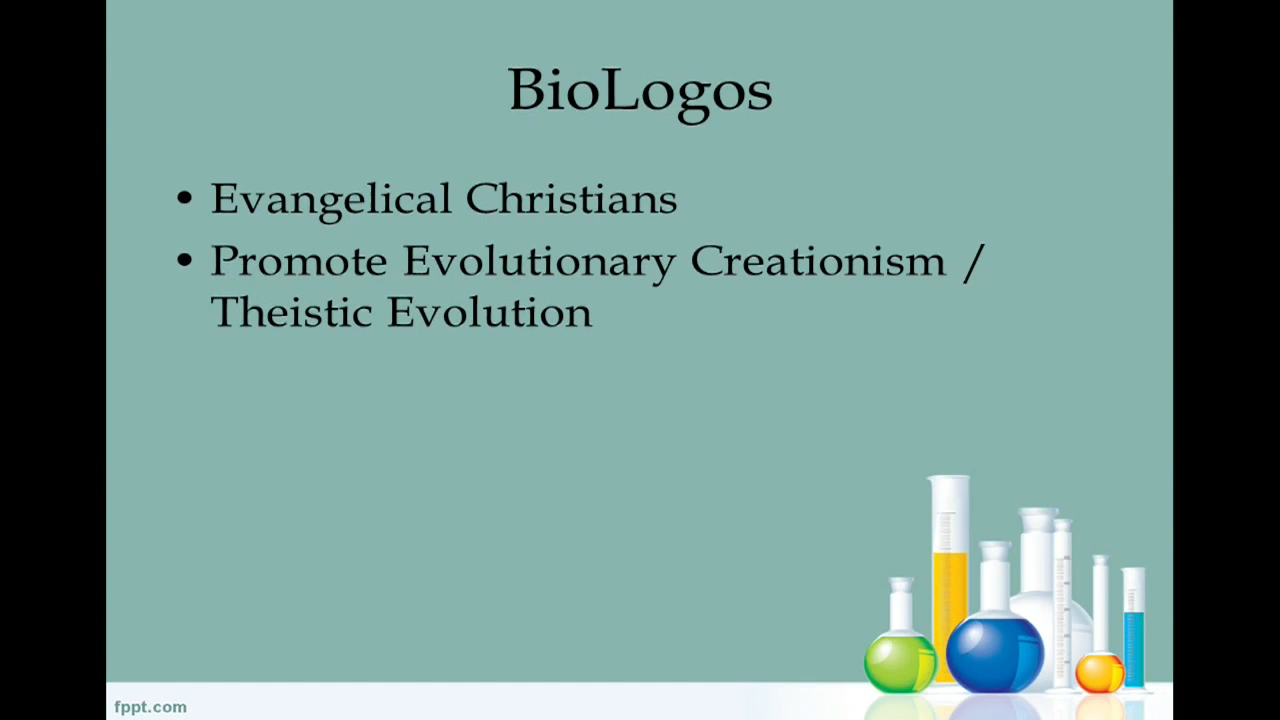 BioLogos
• Evangelical Christians
• Promote Evolutionary Creationism /
Theistic Evolution
fppt.com